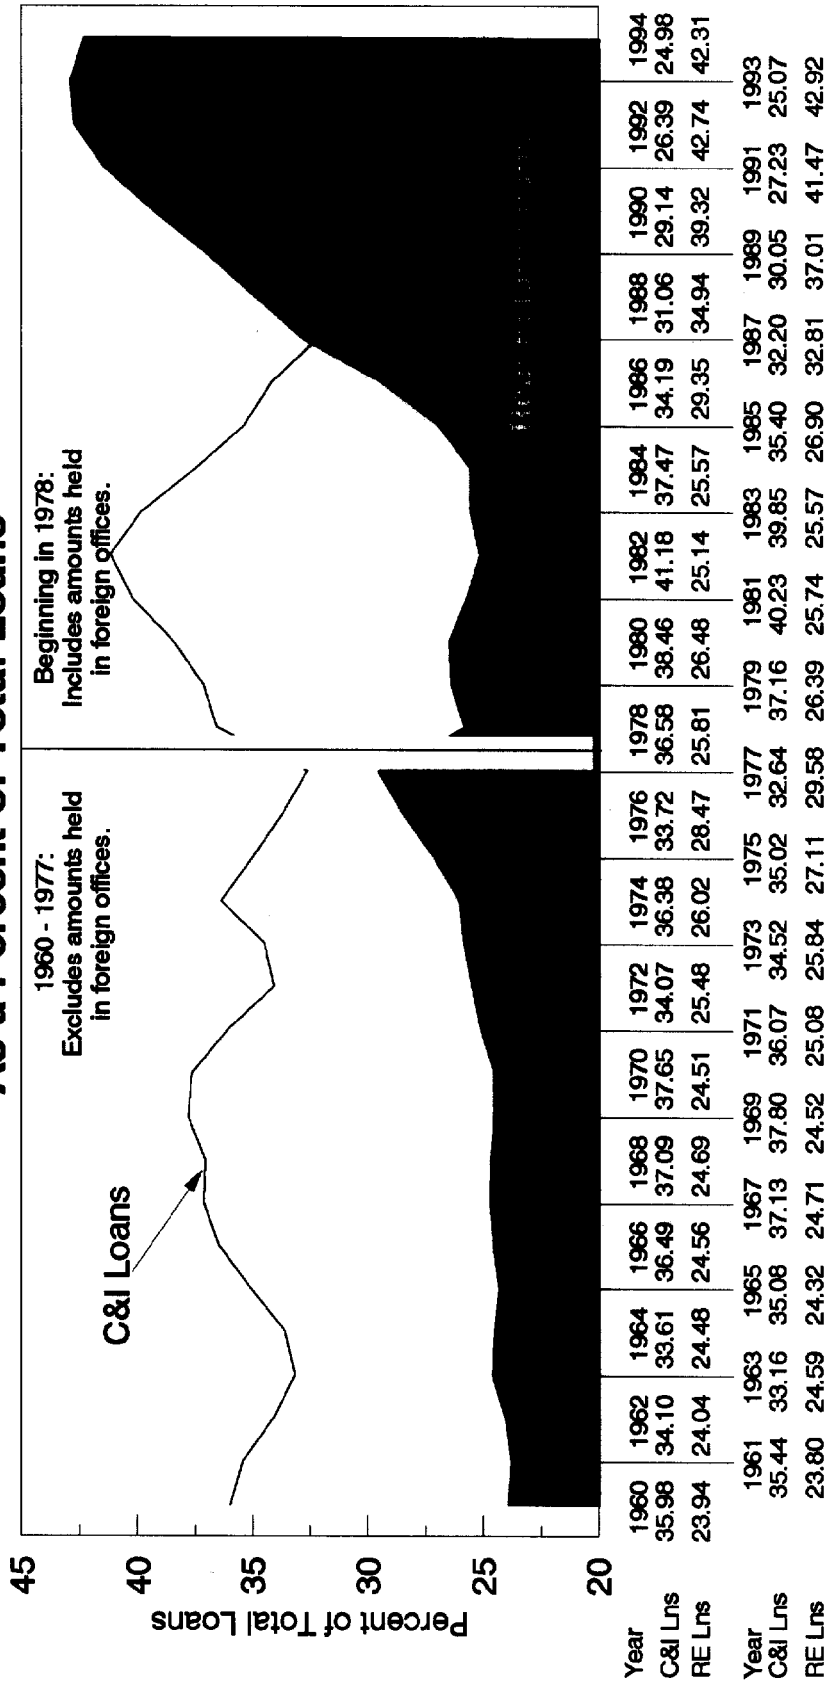 As a Percent of Total Loans
1960 - 1977:
Excludes amounts held
in foreign offices.
Beginning in 1978:
Includes amounts held
in foreign offices.
C&I Loans
Percent of Total Loans
45
35
30
25
20
Year 1960 1962 1964 1966 1968 1970 1972 1974 1976 1978 1980 1982 1984 1986 1988 1990 1992 1994
C&I Lns 35.98 34.10 33.61 36.49 37.09 37.65 34.07 36.38 33.72 36.58 38.46 41.18 37.47 34.19 31.06 29.14 26.39 24.98
RE Lns 23.94 24.04 24.48 24.56 24.69 24.51 25.48 26.02 28.47 25.81 26.48 25.14 25.57 29.35 34.94 39.32 42.74 42.31
Year 1961 1963 1965 1967 1969 1971 1973 1975 1977 1979 1981 1983 1985 1987 1989 1991 1993
C&I Lns 35.44 33.16 35.08 37.13 37.80 36.07 34.52 35.02 32.64 37.16 40.23 39.85 35.40 32.20 30.05 27.23 25.07
RE Lns 23.80 24.59 24.32 24.71 24.52 25.08 25.84 27.11 29.58 26.39 25.74 25.57 26.90 32.81 37.01 41.47 42.92